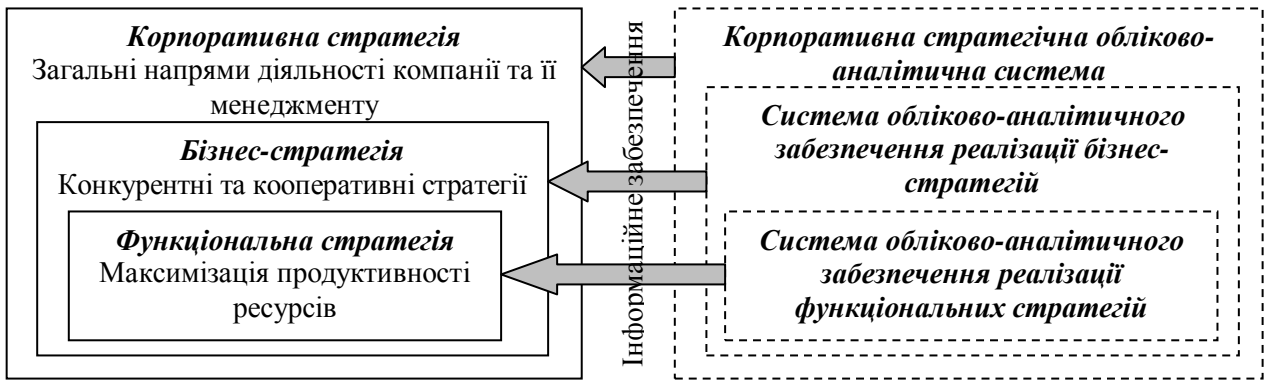 Корпоративна стратегія
Загальні напрями діяльності компанії та її
менеджменту
Бізнес-стратегія
Конкурентні та кооперативні стратегії
Функціональна стратегія
Максимізація продуктивності
ресурсів
Інформаційне забезпечення
Корпоративна стратегічна обліково-
аналітична система
Система обліково-аналітичного
забезпечення реалізації бізнес-
стратегій
Система обліково-аналітичного
забезпечення реалізації
функціональних стратегій